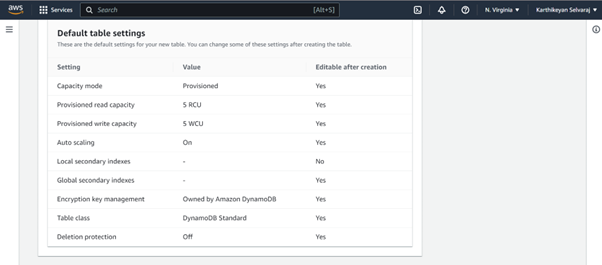 aws Services Search [Alt+S] N. Virginia Karthikeyan Selvaraj
Default table settings
These are the default settings for your new table. You can change some of these settings after creating the table.
Setting Value Editable after creation
Capacity mode Provisioned Yes
Provisioned read capacity 5 RCU Yes
Provisioned write capacity 5 WCU Yes
Auto scaling On Yes
Local secondary indexes - No
Global secondary indexes - Yes
Encryption key management Owned by Amazon DynamoDB Yes
Table class DynamoDB Standard Yes
Deletion protection Off Yes